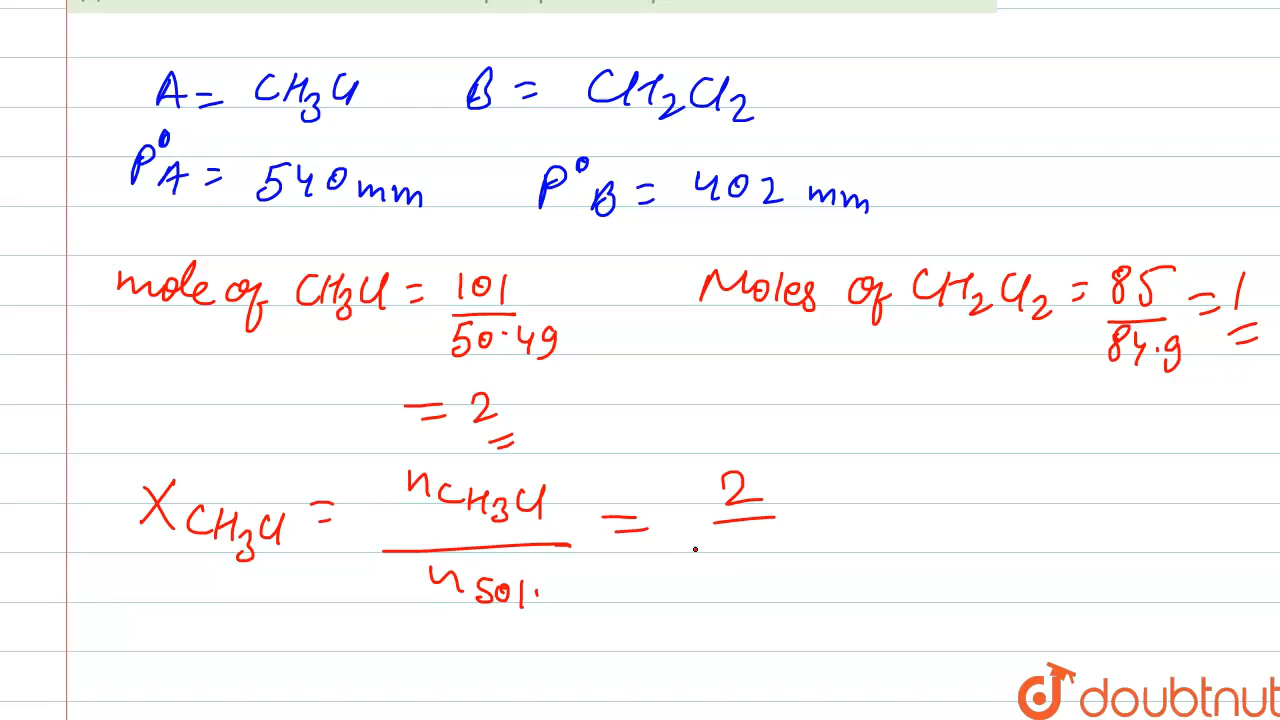 A = CH3Cl B = CH2Cl2
P°A = 540 mm P°B = 402 mm
mole of CH3Cl = 101/50.49 Moles of CH2Cl2 = 85/84.9 = 1
= 2
XCH3Cl = nCH3Cl/nsol. = 2
doubtnut